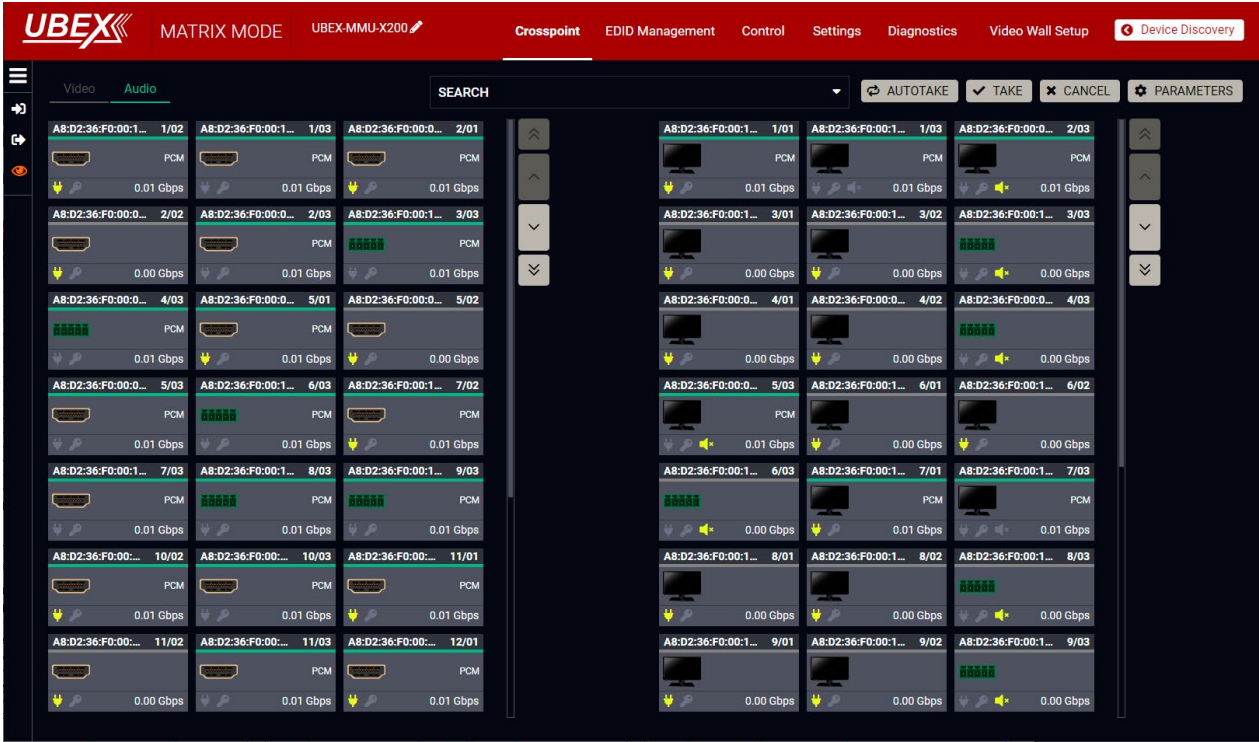 UBEX MATRIX MODE UBEX-MMU-X200 Crosspoint EDID Management Control Settings Diagnostics Video Wall Setup Device Discovery
Video Audio SEARCH AUTOTAKE TAKE CANCEL PARAMETERS
A8:D2:36:F0:00:1... 1/02 A8:D2:36:F0:00:1... 1/03 A8:D2:36:F0:00:0... 2/01 A8:D2:36:F0:00:1... 1/01 A8:D2:36:F0:00:1... 1/03 A8:D2:36:F0:00:0... 2/03
PCM PCM PCM PCM PCM PCM
0.01 Gbps 0.01 Gbps 0.01 Gbps 0.01 Gbps 0.01 Gbps 0.01 Gbps
A8:D2:36:F0:00:0... 2/02 A8:D2:36:F0:00:0... 2/03 A8:D2:36:F0:00:1... 3/03 A8:D2:36:F0:00:1... 3/01 A8:D2:36:F0:00:1... 3/02 A8:D2:36:F0:00:1... 3/03
PCM PCM
0.00 Gbps 0.01 Gbps 0.01 Gbps 0.00 Gbps 0.00 Gbps 0.00 Gbps
A8:D2:36:F0:00:0... 4/03 A8:D2:36:F0:00:0... 5/01 A8:D2:36:F0:00:0... 5/02 A8:D2:36:F0:00:0... 4/01 A8:D2:36:F0:00:0... 4/02 A8:D2:36:F0:00:0... 4/03
PCM PCM
0.01 Gbps 0.01 Gbps 0.00 Gbps 0.00 Gbps 0.00 Gbps 0.00 Gbps
A8:D2:36:F0:00:0... 5/03 A8:D2:36:F0:00:1... 6/03 A8:D2:36:F0:00:1... 7/02 A8:D2:36:F0:00:0... 5/03 A8:D2:36:F0:00:1... 6/01 A8:D2:36:F0:00:1... 6/02
PCM PCM PCM PCM
0.01 Gbps 0.01 Gbps 0.01 Gbps 0.01 Gbps 0.00 Gbps 0.00 Gbps
A8:D2:36:F0:00:1... 7/03 A8:D2:36:F0:00:1... 8/03 A8:D2:36:F0:00:1... 9/03 A8:D2:36:F0:00:1... 6/03 A8:D2:36:F0:00:1... 7/01 A8:D2:36:F0:00:1... 7/03
PCM PCM PCM PCM PCM
0.01 Gbps 0.01 Gbps 0.01 Gbps 0.00 Gbps 0.01 Gbps 0.01 Gbps
A8:D2:36:F0:00:... 10/02 A8:D2:36:F0:00:... 10/03 A8:D2:36:F0:00:... 11/01 A8:D2:36:F0:00:1... 8/01 A8:D2:36:F0:00:1... 8/02 A8:D2:36:F0:00:1... 8/03
PCM PCM PCM
0.01 Gbps 0.01 Gbps 0.01 Gbps 0.00 Gbps 0.00 Gbps 0.00 Gbps
A8:D2:36:F0:00:... 11/02 A8:D2:36:F0:00:... 11/03 A8:D2:36:F0:00:... 12/01 A8:D2:36:F0:00:1... 9/01 A8:D2:36:F0:00:1... 9/02 A8:D2:36:F0:00:1... 9/03
PCM PCM
0.00 Gbps 0.01 Gbps 0.01 Gbps 0.00 Gbps 0.00 Gbps 0.00 Gbps